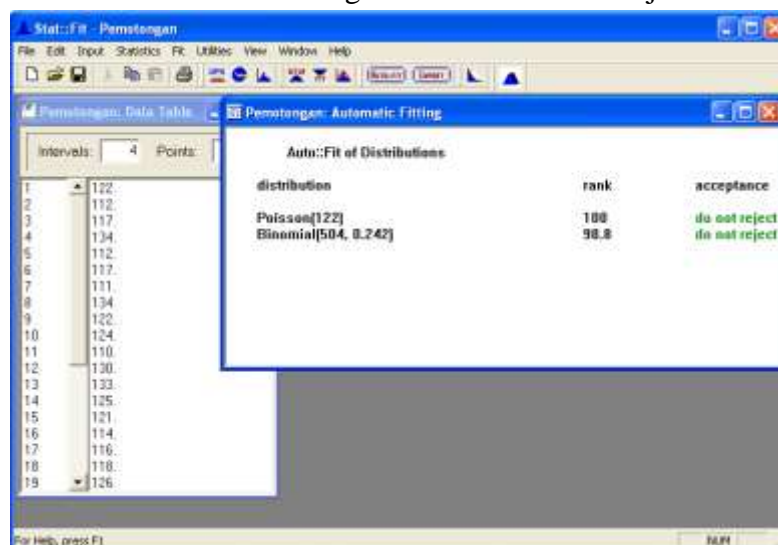 Stat::Fit - Pemotongan
File Edit Input Statistics Fit Utilities View Window Help
Pemotongan: Data Table
Intervals: 4 Points:
1 122.
2 112.
3 117.
4 134.
5 112.
6 117.
7 111.
8 134.
9 122.
10 124.
11 110.
12 130.
13 133.
14 125.
15 121.
16 114.
17 116.
18 118.
19 126.
Pemotongan: Automatic Fitting
Auto::Fit of Distributions
distribution rank acceptance
Poisson(122) 100 do not reject
Binomial(504, 0.242) 98.8 do not reject
For Help, press F1
NUM